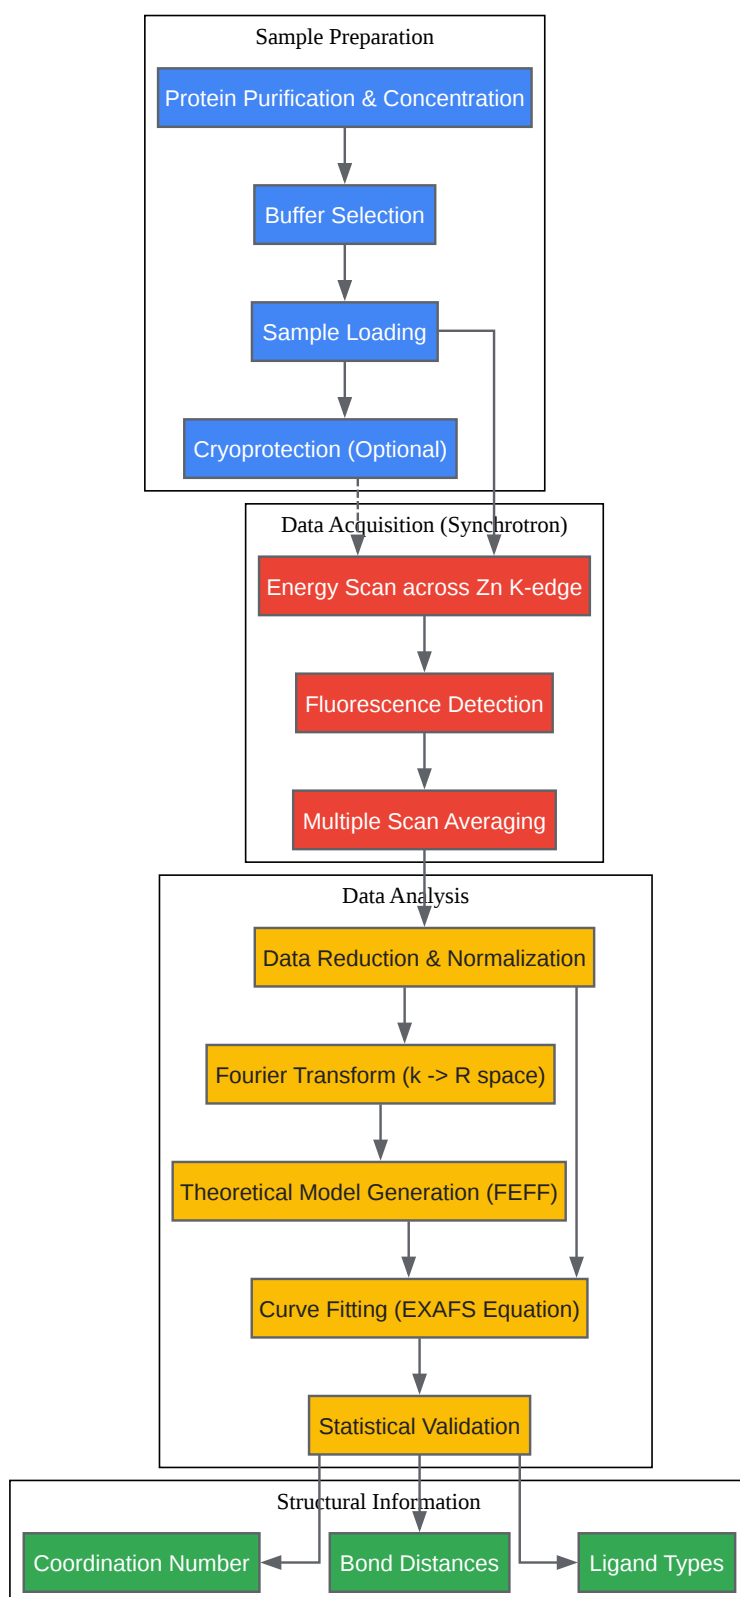 Sample Preparation
Protein Purification & Concentration
Buffer Selection
Sample Loading
Cryoprotection (Optional)
Data Acquisition (Synchrotron)
Energy Scan across Zn K-edge
Fluorescence Detection
Multiple Scan Averaging
Data Analysis
Data Reduction & Normalization
Fourier Transform (k -> R space)
Theoretical Model Generation (FEFF)
Curve Fitting (EXAFS Equation)
Statistical Validation
Structural Information
Coordination Number
Bond Distances
Ligand Types